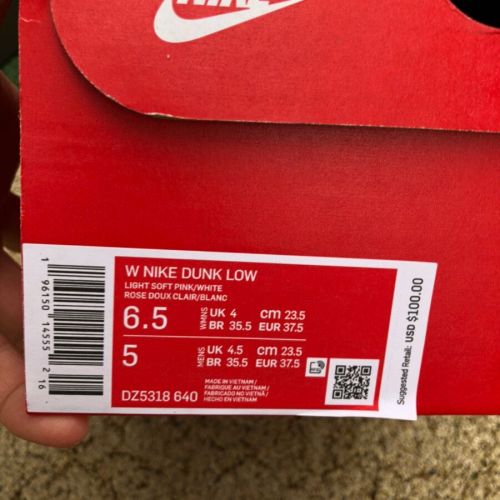 NIKE
W NIKE DUNK LOW
LIGHT SOFT PINK/WHITE
ROSE DOUX CLAIR/BLANC
6.5 WMNS UK 4 cm 23.5
BR 35.5 EUR 37.5
5 MENS UK 4.5 cm 23.5
BR 35.5 EUR 37.5
DZ5318 640
MADE IN VIETNAM /
FABRIQUE AU VIETNAM /
FABRICADO NO VIETNÃ /
HECHO EN VIETNAM
1 96150 14555 2 16
Suggested Retail: USD $100.00